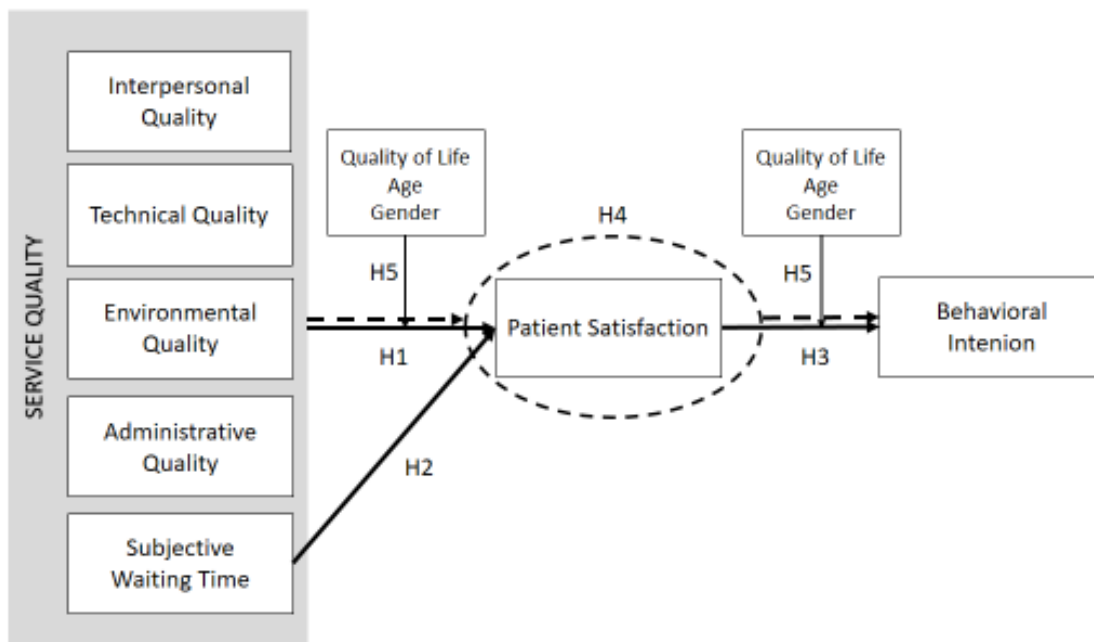 SERVICE QUALITY
Interpersonal
Quality
Technical Quality
Environmental
Quality
Administrative
Quality
Subjective
Waiting Time
Quality of Life
Age
Gender
H5
H1
H2
H4
Patient Satisfaction
Quality of Life
Age
Gender
H5
H3
Behavioral
Intenion